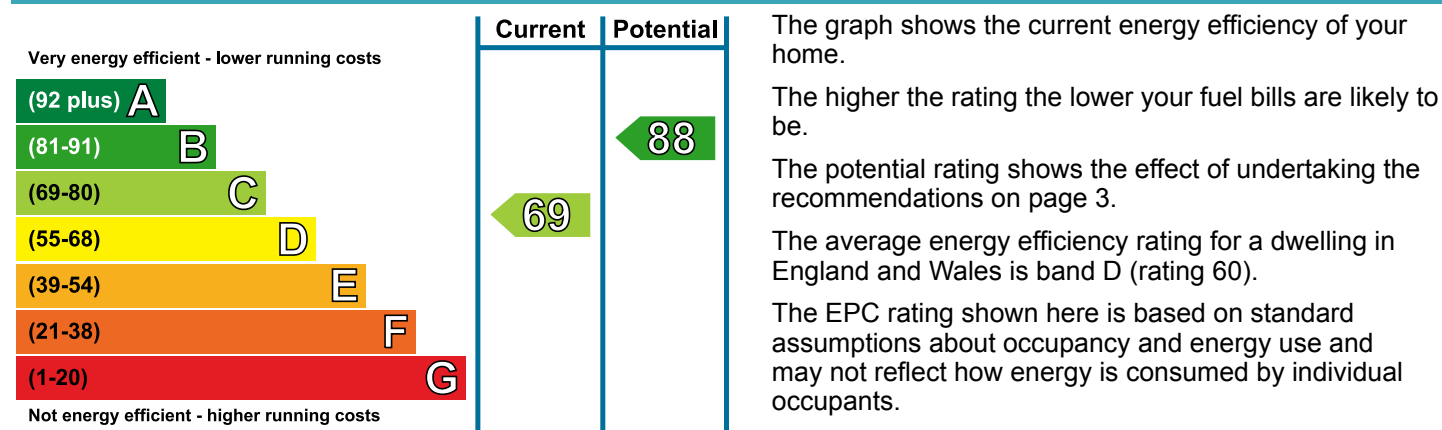 Current Potential
Very energy efficient - lower running costs
(92 plus) A
(81-91) B
88
(69-80) C
69
(55-68) D
(39-54) E
(21-38) F
(1-20) G
Not energy efficient - higher running costs
The graph shows the current energy efficiency of your
home.
The higher the rating the lower your fuel bills are likely to
be.
The potential rating shows the effect of undertaking the
recommendations on page 3.
The average energy efficiency rating for a dwelling in
England and Wales is band D (rating 60).
The EPC rating shown here is based on standard
assumptions about occupancy and energy use and
may not reflect how energy is consumed by individual
occupants.